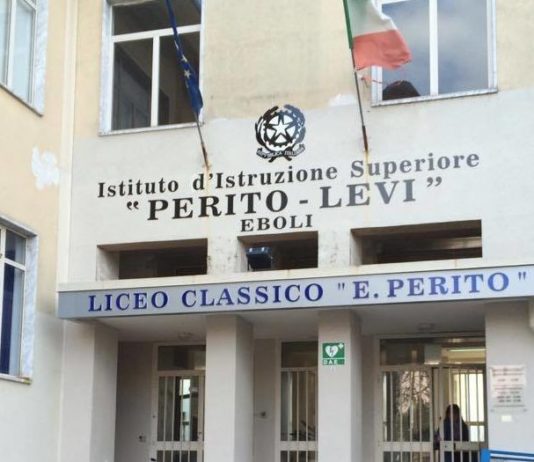 Istituto d'Istruzione Superiore
"PERITO - LEVI"
EBOLI
LICEO CLASSICO "E. PERITO"
DAE